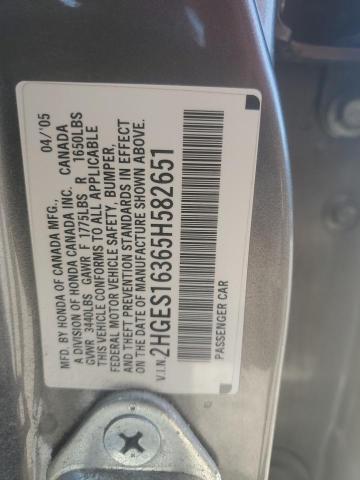 MFD. BY HONDA OF CANADA MFG., 04/'05
A DIVISION OF HONDA CANADA INC. CANADA
GVWR 3440LBS GAWR F 1775LBS R 1650LBS
THIS VEHICLE CONFORMS TO ALL APPLICABLE
FEDERAL MOTOR VEHICLE SAFETY, BUMPER,
AND THEFT PREVENTION STANDARDS IN EFFECT
ON THE DATE OF MANUFACTURE SHOWN ABOVE.
V.I.N. 2HGES16365H582651
PASSENGER CAR